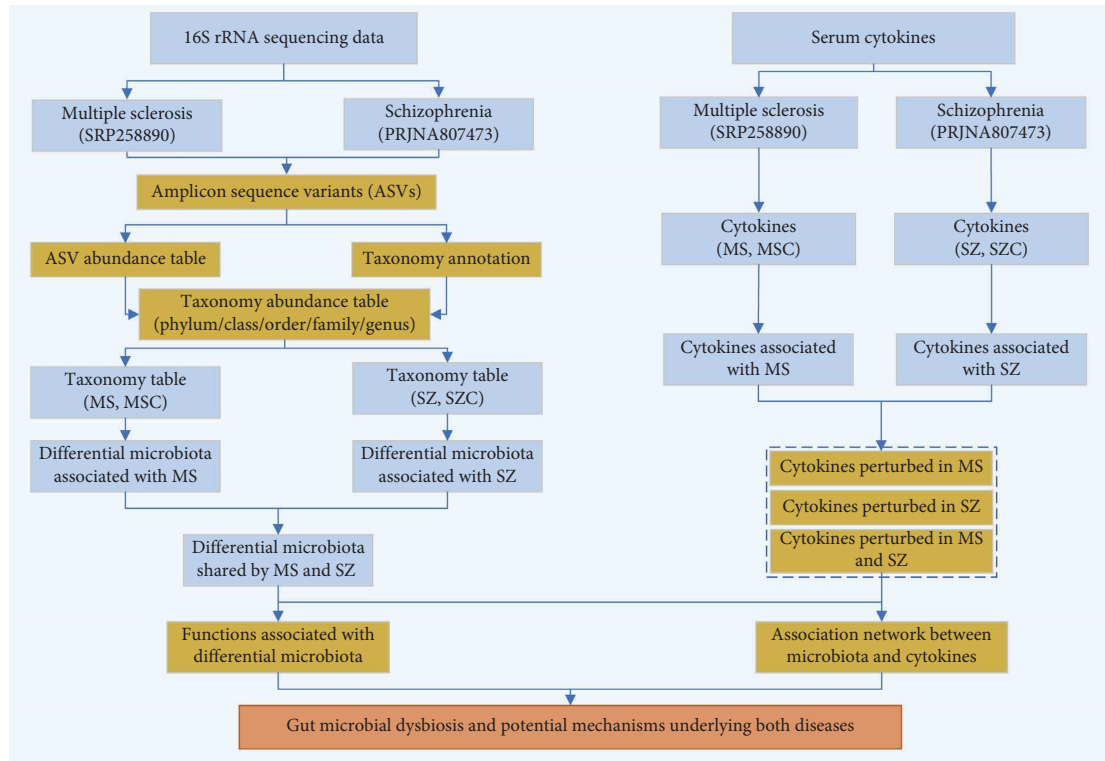 16S rRNA sequencing data
Serum cytokines
Multiple sclerosis
(SRP258890)
Schizophrenia
(PRJNA807473)
Multiple sclerosis
(SRP258890)
Schizophrenia
(PRJNA807473)
Amplicon sequence variants (ASVs)
ASV abundance table
Taxonomy annotation
Cytokines
(MS, MSC)
Cytokines
(SZ, SZC)
Taxonomy abundance table
(phylum/class/order/family/genus)
Cytokines associated
with MS
Cytokines associated
with SZ
Taxonomy table
(MS, MSC)
Taxonomy table
(SZ, SZC)
Differential microbiota
associated with MS
Differential microbiota
associated with SZ
Cytokines perturbed in MS
Cytokines perturbed in SZ
Cytokines perturbed in MS
and SZ
Differential microbiota
shared by MS and SZ
Functions associated with
differential microbiota
Association network between
microbiota and cytokines
Gut microbial dysbiosis and potential mechanisms underlying both diseases